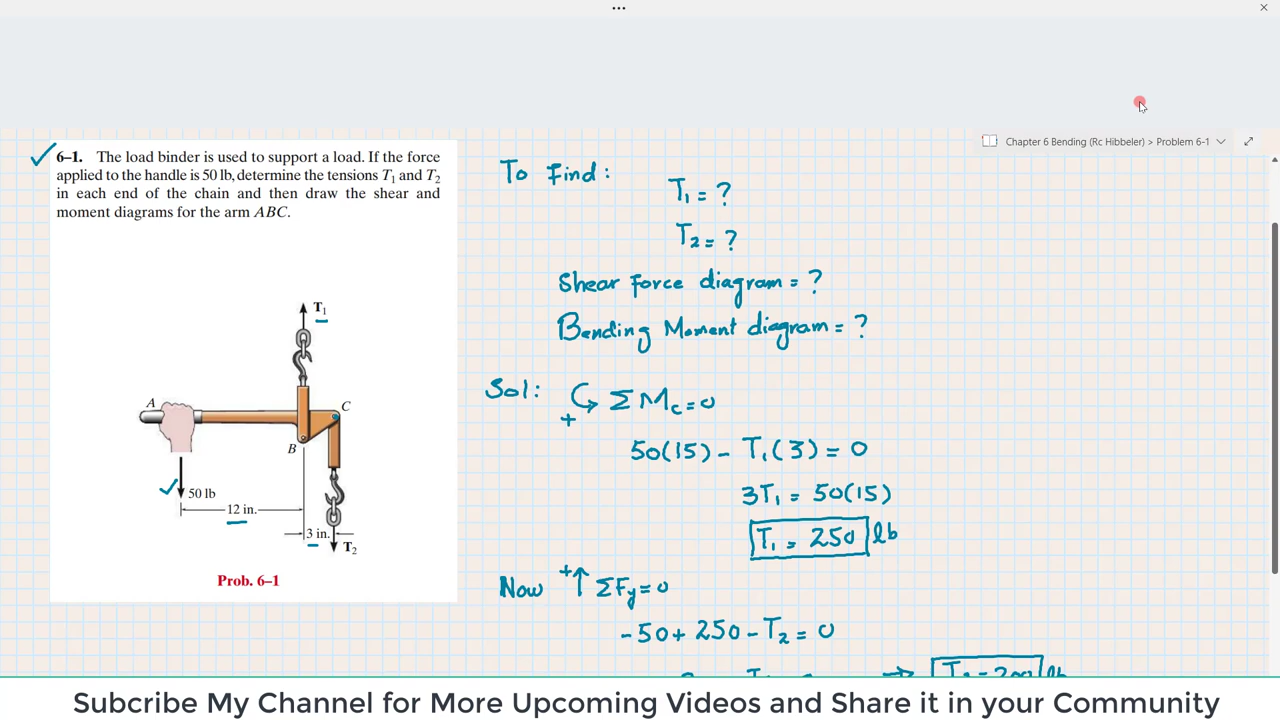 Chapter 6 Bending (Rc Hibbeler) > Problem 6-1
6–1. The load binder is used to support a load. If the force
applied to the handle is 50 lb, determine the tensions T1 and T2
in each end of the chain and then draw the shear and
moment diagrams for the arm ABC.
T1
A
C
B
50 lb
12 in.
3 in.
T2
Prob. 6–1
To Find :
T1 = ?
T2 = ?
Shear Force diagram = ?
Bending Moment diagram = ?
Sol:
+ ΣMc = 0
50(15) - T1(3) = 0
3T1 = 50(15)
T1 = 250 lb
Now +↑ ΣFy = 0
-50 + 250 - T2 = 0
T2 = 200 lb
Subcribe My Channel for More Upcoming Videos and Share it in your Community